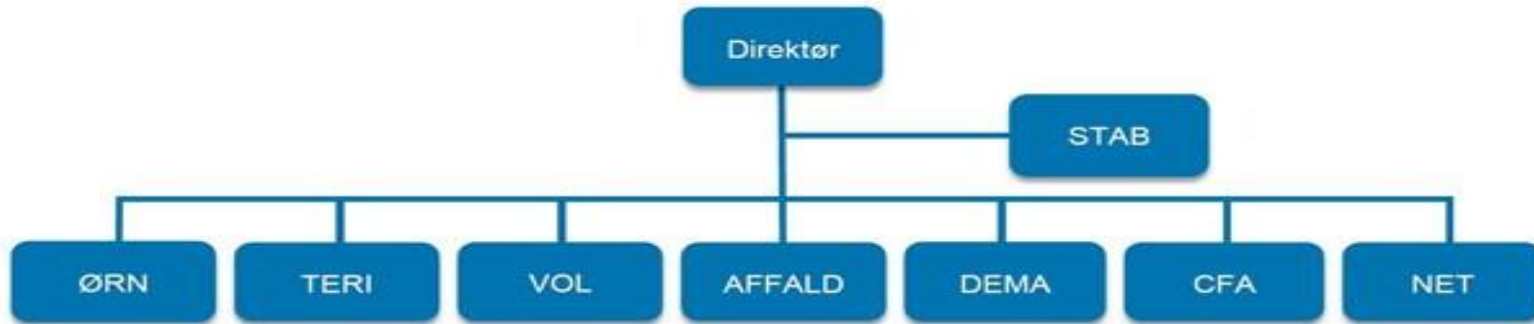 Direktør
STAB
ØRN
TERI
VOL
AFFALD
DEMA
CFA
NET